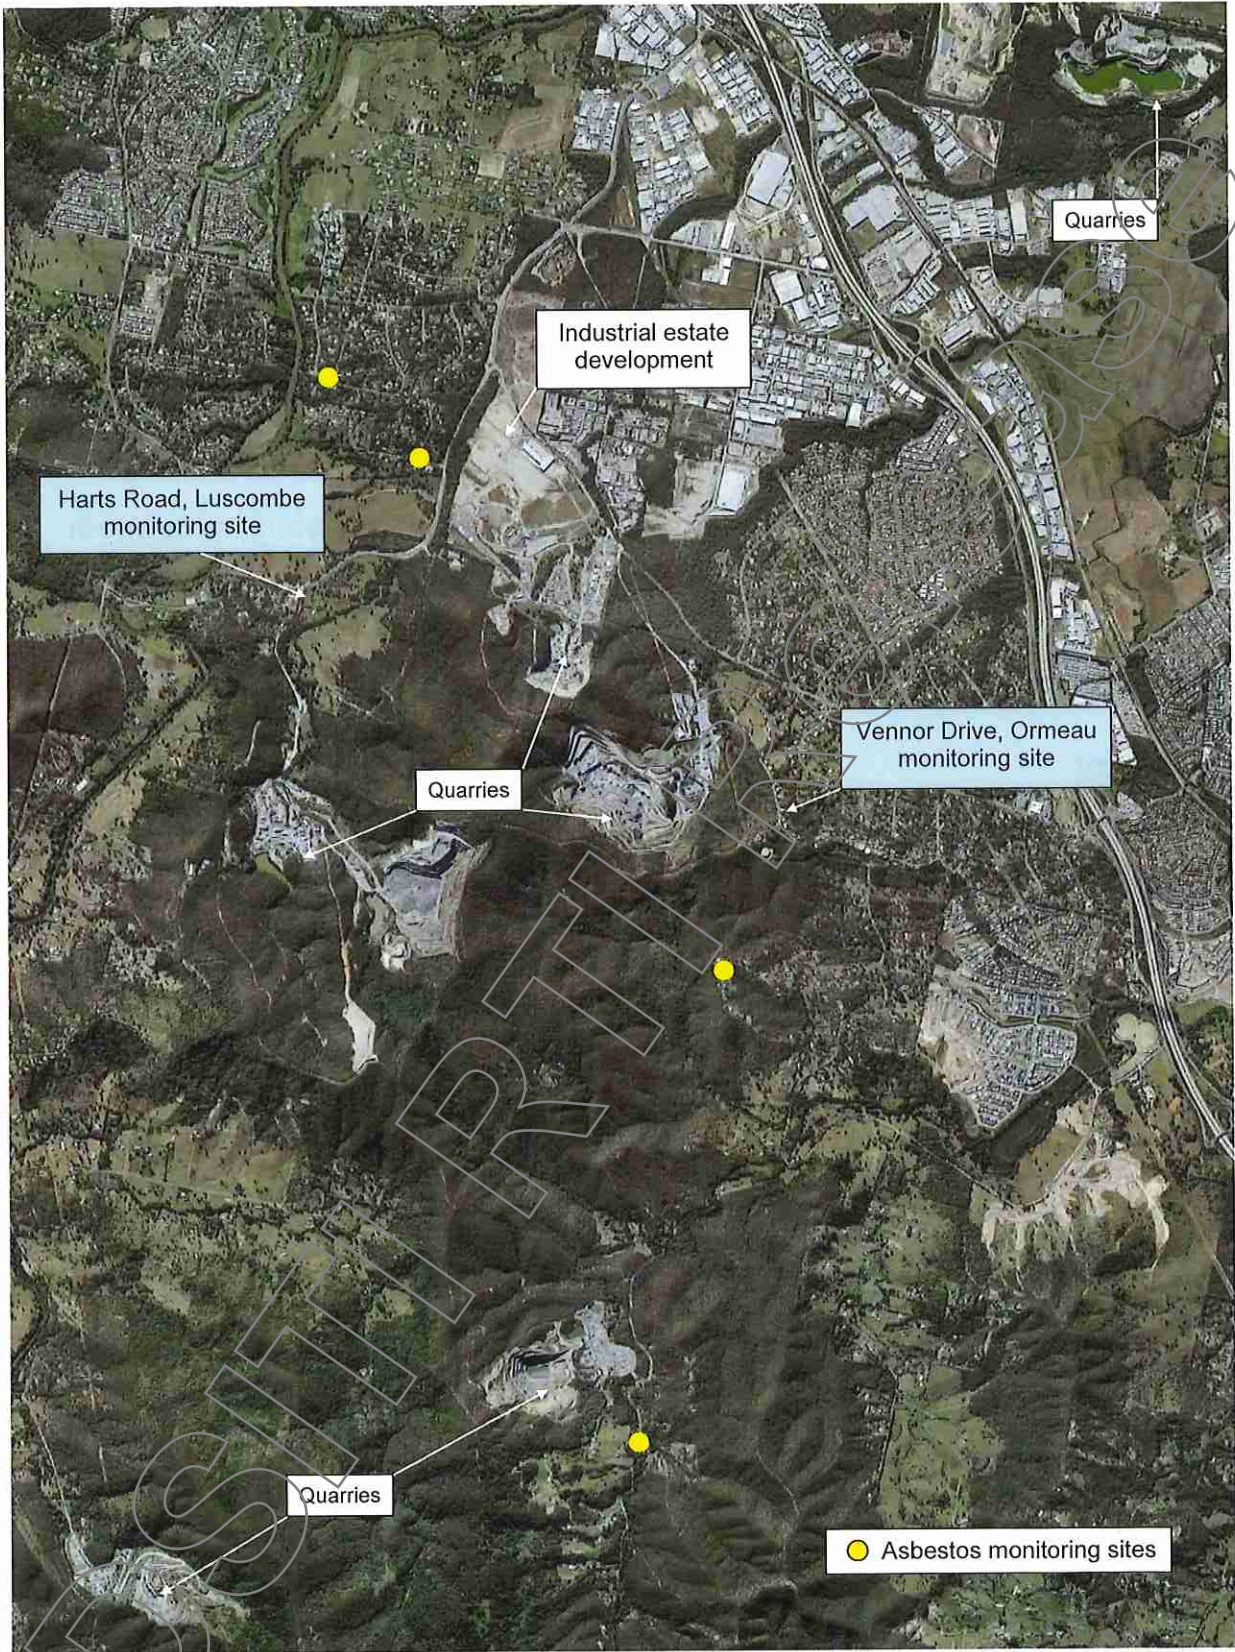 Quarries
Industrial estate
development
Harts Road, Luscombe
monitoring site
Vennor Drive, Ormeau
monitoring site
Quarries
Quarries
Asbestos monitoring sites